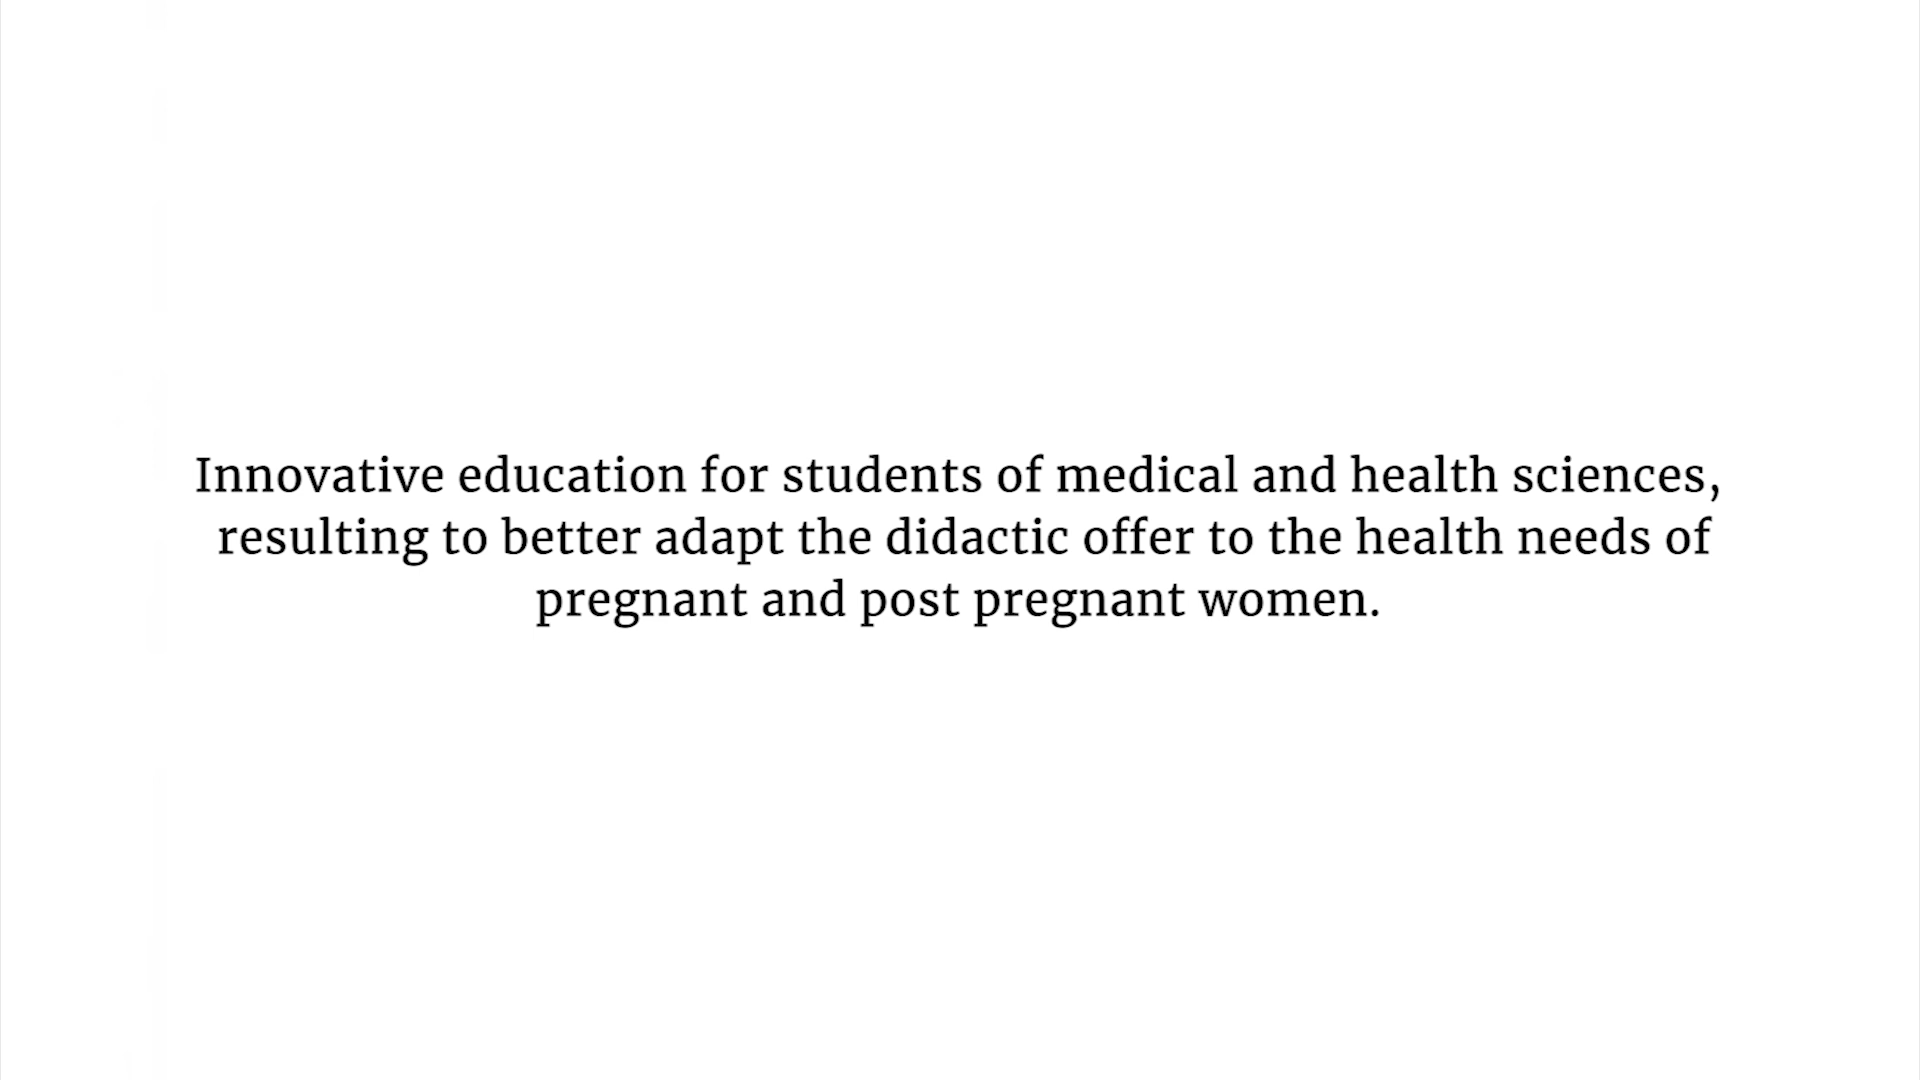 Innovative education for students of medical and health sciences,
resulting to better adapt the didactic offer to the health needs of
pregnant and post pregnant women.